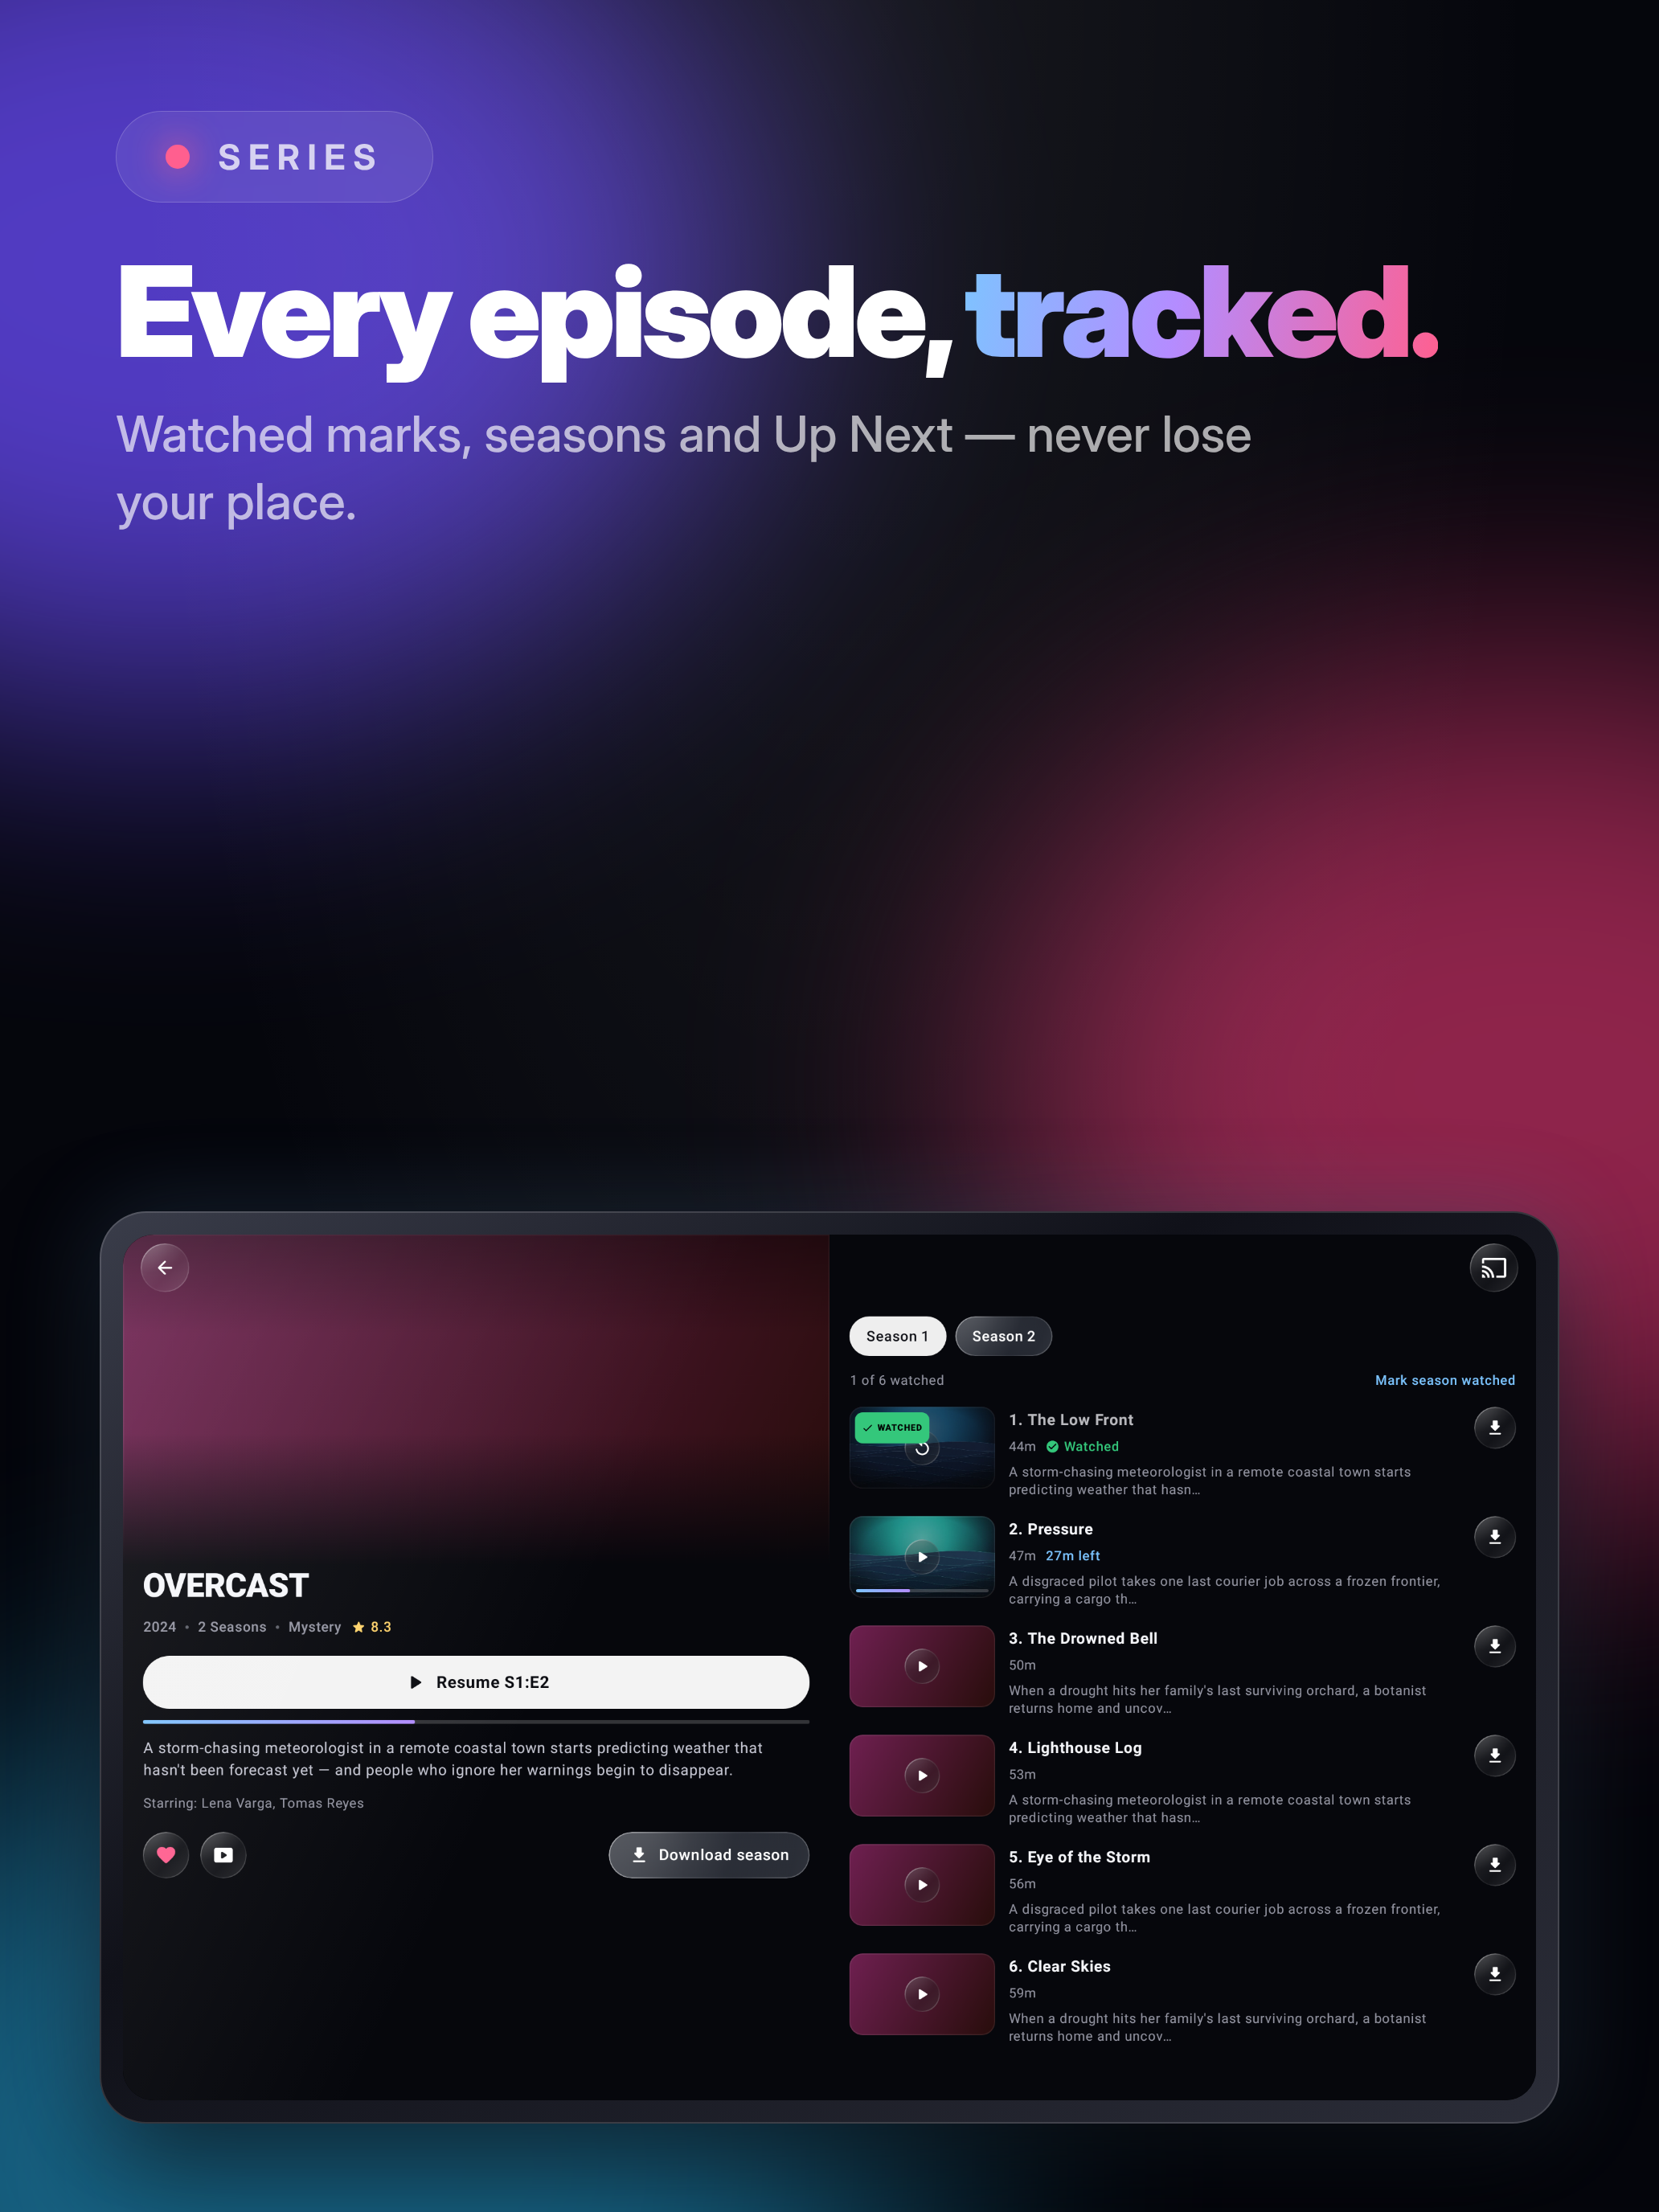 SERIES
Every episode, tracked.
Watched marks, seasons and Up Next — never lose
your place.
OVERCAST
2024 • 2 Seasons • Mystery ★ 8.3
Resume S1:E2
A storm-chasing meteorologist in a remote coastal town starts predicting weather that
hasn't been forecast yet — and people who ignore her warnings begin to disappear.
Starring: Lena Varga, Tomas Reyes
Download season
Season 1 Season 2
1 of 6 watched Mark season watched
WATCHED
1. The Low Front
44m Watched
A storm-chasing meteorologist in a remote coastal town starts
predicting weather that hasn…
2. Pressure
47m 27m left
A disgraced pilot takes one last courier job across a frozen frontier,
carrying a cargo th…
3. The Drowned Bell
50m
When a drought hits her family's last surviving orchard, a botanist
returns home and uncov…
4. Lighthouse Log
53m
A storm-chasing meteorologist in a remote coastal town starts
predicting weather that hasn…
5. Eye of the Storm
56m
A disgraced pilot takes one last courier job across a frozen frontier,
carrying a cargo th…
6. Clear Skies
59m
When a drought hits her family's last surviving orchard, a botanist
returns home and uncov…